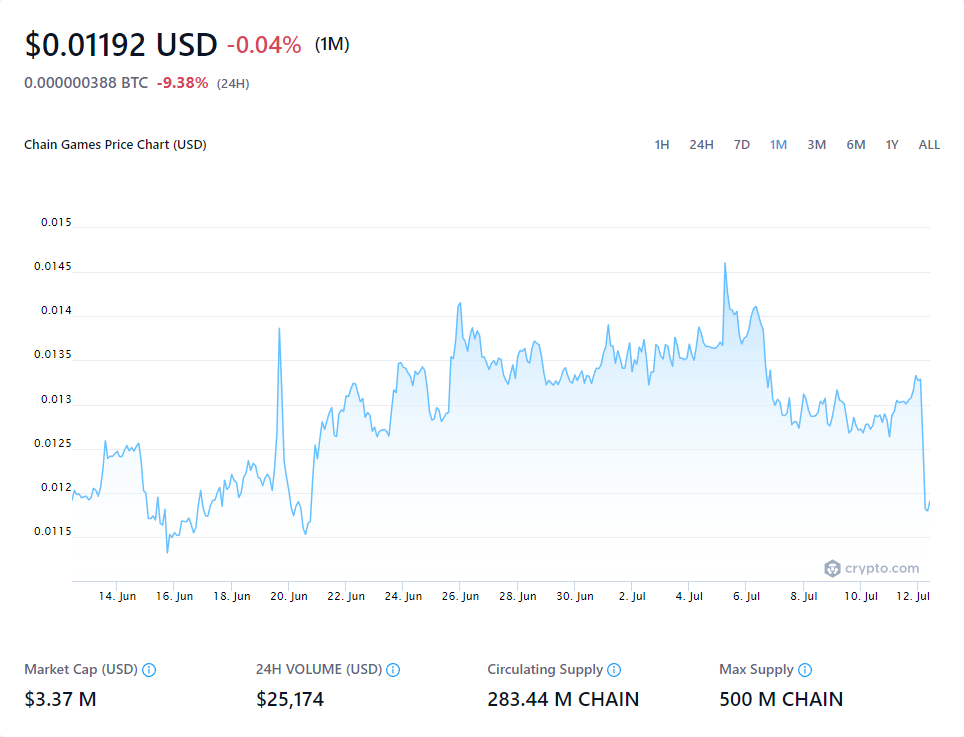 $0.01192 USD -0.04% (1M)
0.000000388 BTC -9.38% (24H)
Chain Games Price Chart (USD) 1H 24H 7D 1M 3M 6M 1Y ALL
0.015
0.0145
0.014
0.0135
0.013
0.0125
0.012
0.0115
crypto.com
14. Jun 16. Jun 18. Jun 20. Jun 22. Jun 24. Jun 26. Jun 28. Jun 30. Jun 2. Jul 4. Jul 6. Jul 8. Jul 10. Jul 12. Jul
Market Cap (USD) 24H VOLUME (USD) Circulating Supply Max Supply
$3.37 M $25,174 283.44 M CHAIN 500 M CHAIN